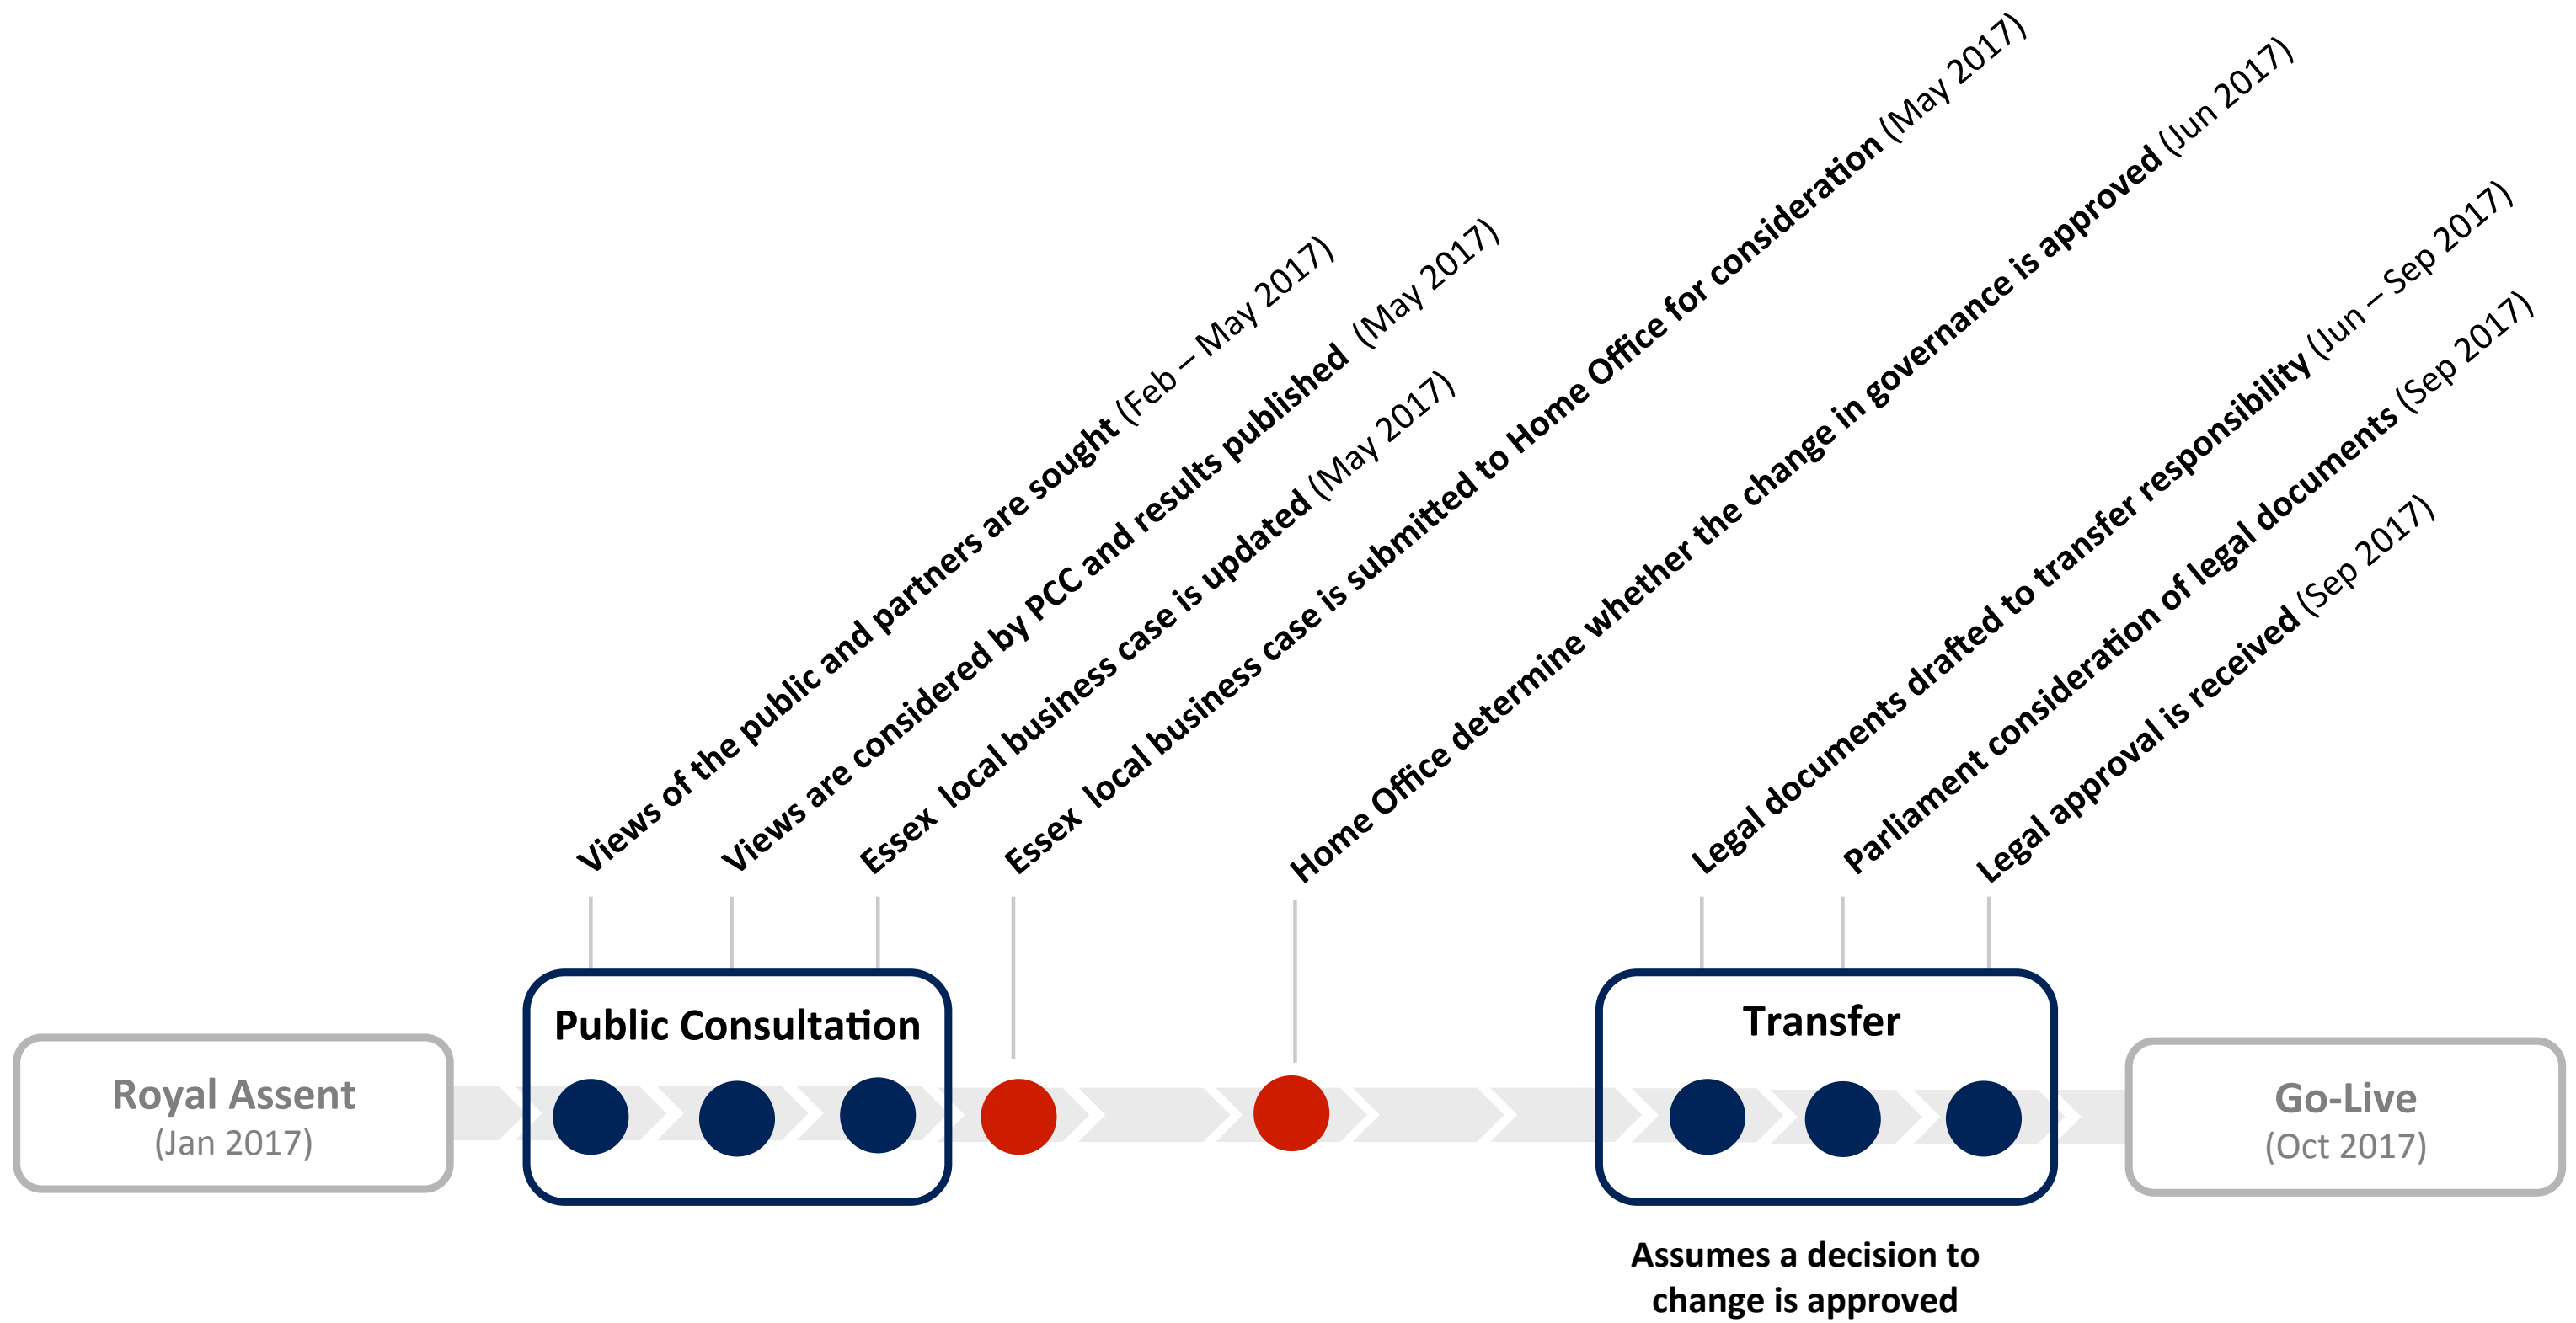 Views of the public and partners are sought (Feb – May 2017)
Views are considered by PCC and results published (May 2017)
Essex local business case is updated (May 2017)
Essex local business case is submitted to Home Office for consideration (May 2017)
Home Office determine whether the change in governance is approved (Jun 2017)
Legal documents drafted to transfer responsibility (Jun – Sep 2017)
Parliament consideration of legal documents (Sep 2017)
Legal approval is received (Sep 2017)
Royal Assent
(Jan 2017)
Public Consultation
Transfer
Go-Live
(Oct 2017)
Assumes a decision to
change is approved